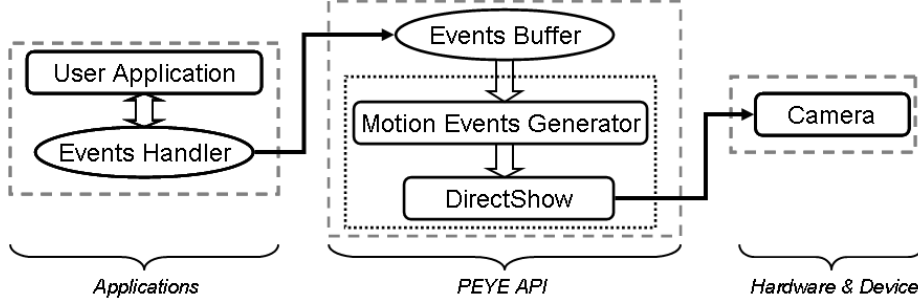 User Application
Events Handler
Applications
Events Buffer
Motion Events Generator
DirectShow
PEYE API
Camera
Hardware & Device